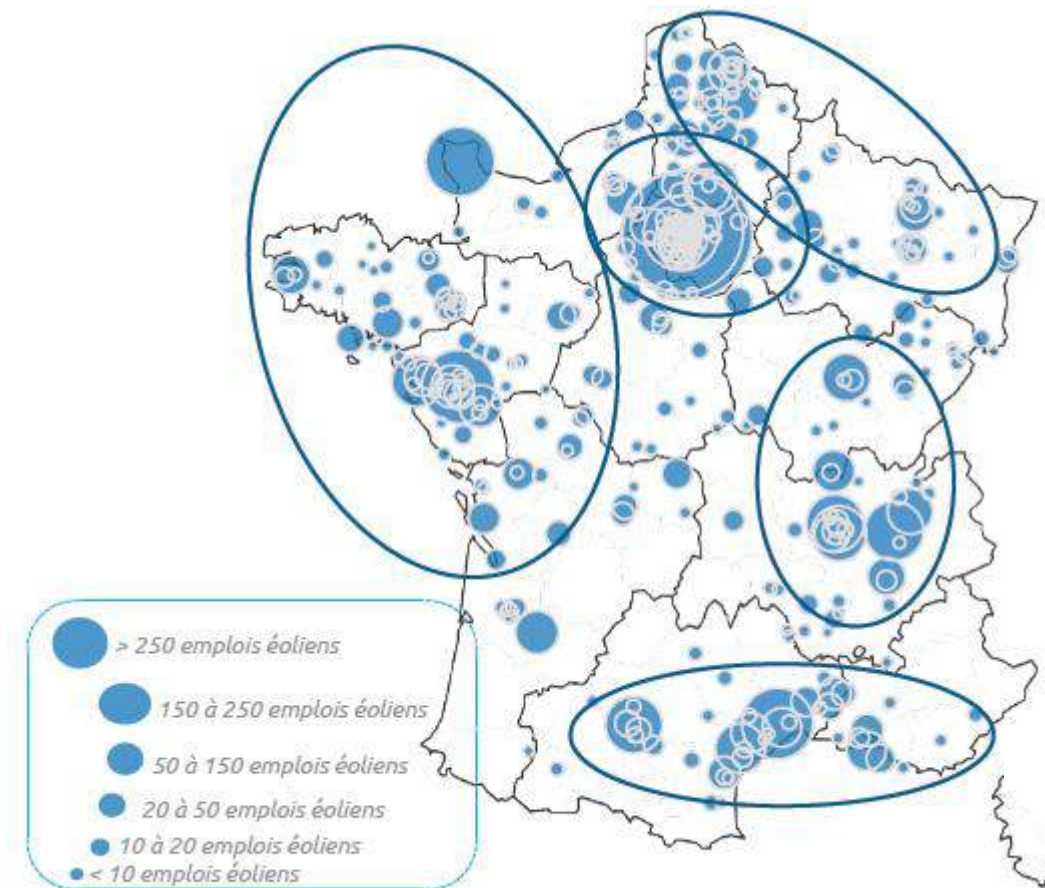 > 250 emplois éoliens
150 à 250 emplois éoliens
50 à 150 emplois éoliens
20 à 50 emplois éoliens
10 à 20 emplois éoliens
< 10 emplois éoliens